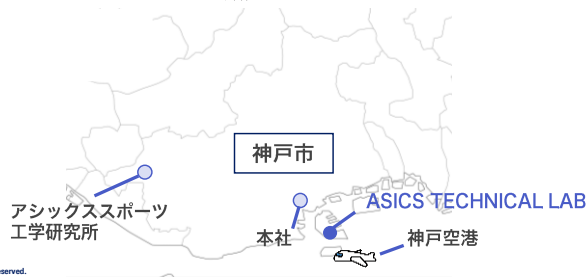 神戸市
ASICS TECHNICAL LAB
アシックススポーツ
工学研究所
本社
神戸空港
served.